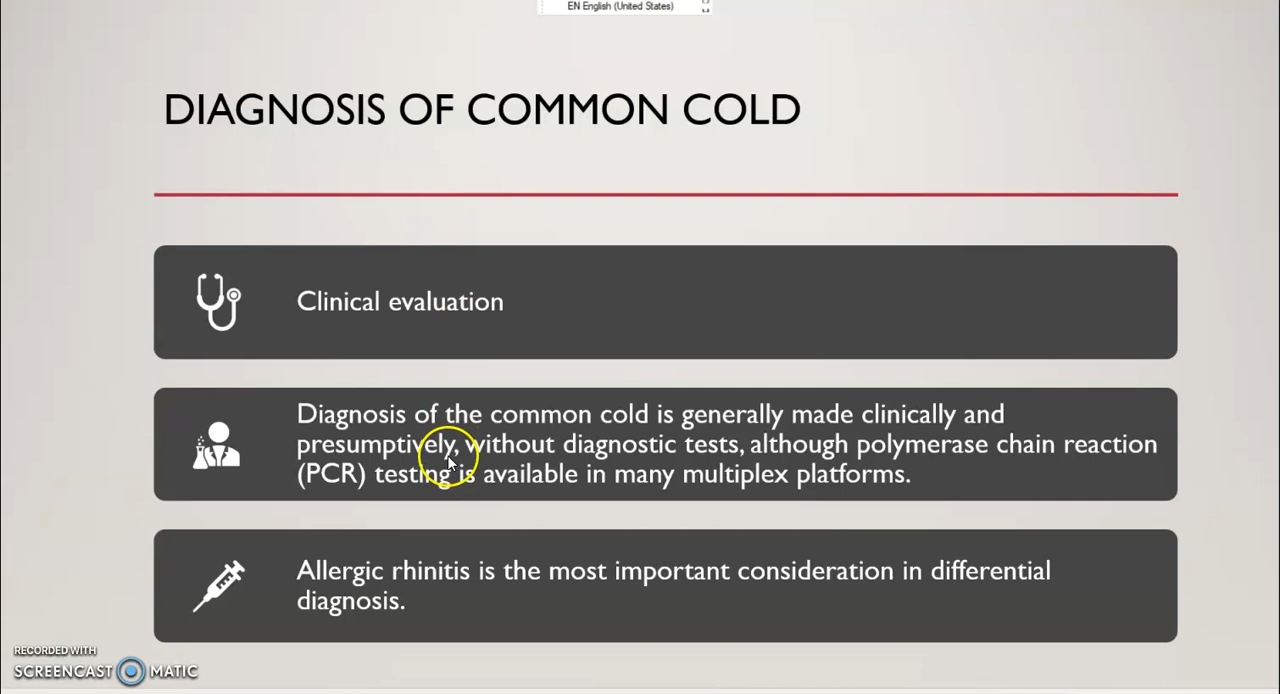 EN English (United States)
DIAGNOSIS OF COMMON COLD
Clinical evaluation
Diagnosis of the common cold is generally made clinically and
presumptively, without diagnostic tests, although polymerase chain reaction
(PCR) testing is available in many multiplex platforms.
Allergic rhinitis is the most important consideration in differential
diagnosis.
RECORDED WITH
SCREENCAST MATIC